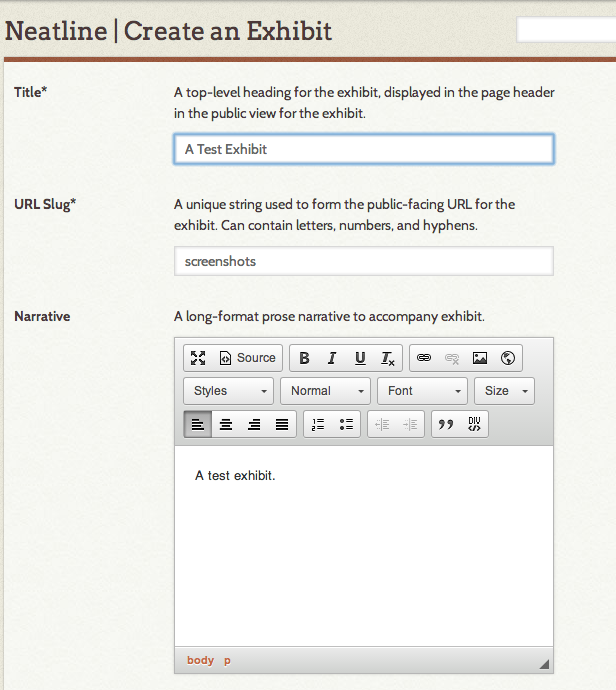 Neatline | Create an Exhibit
Title*
A top-level heading for the exhibit, displayed in the page header
in the public view for the exhibit.
A Test Exhibit
URL Slug*
A unique string used to form the public-facing URL for the
exhibit. Can contain letters, numbers, and hyphens.
screenshots
Narrative
A long-format prose narrative to accompany exhibit.
Source B I U Tx
Styles Normal Font Size
DIV
A test exhibit.
body p